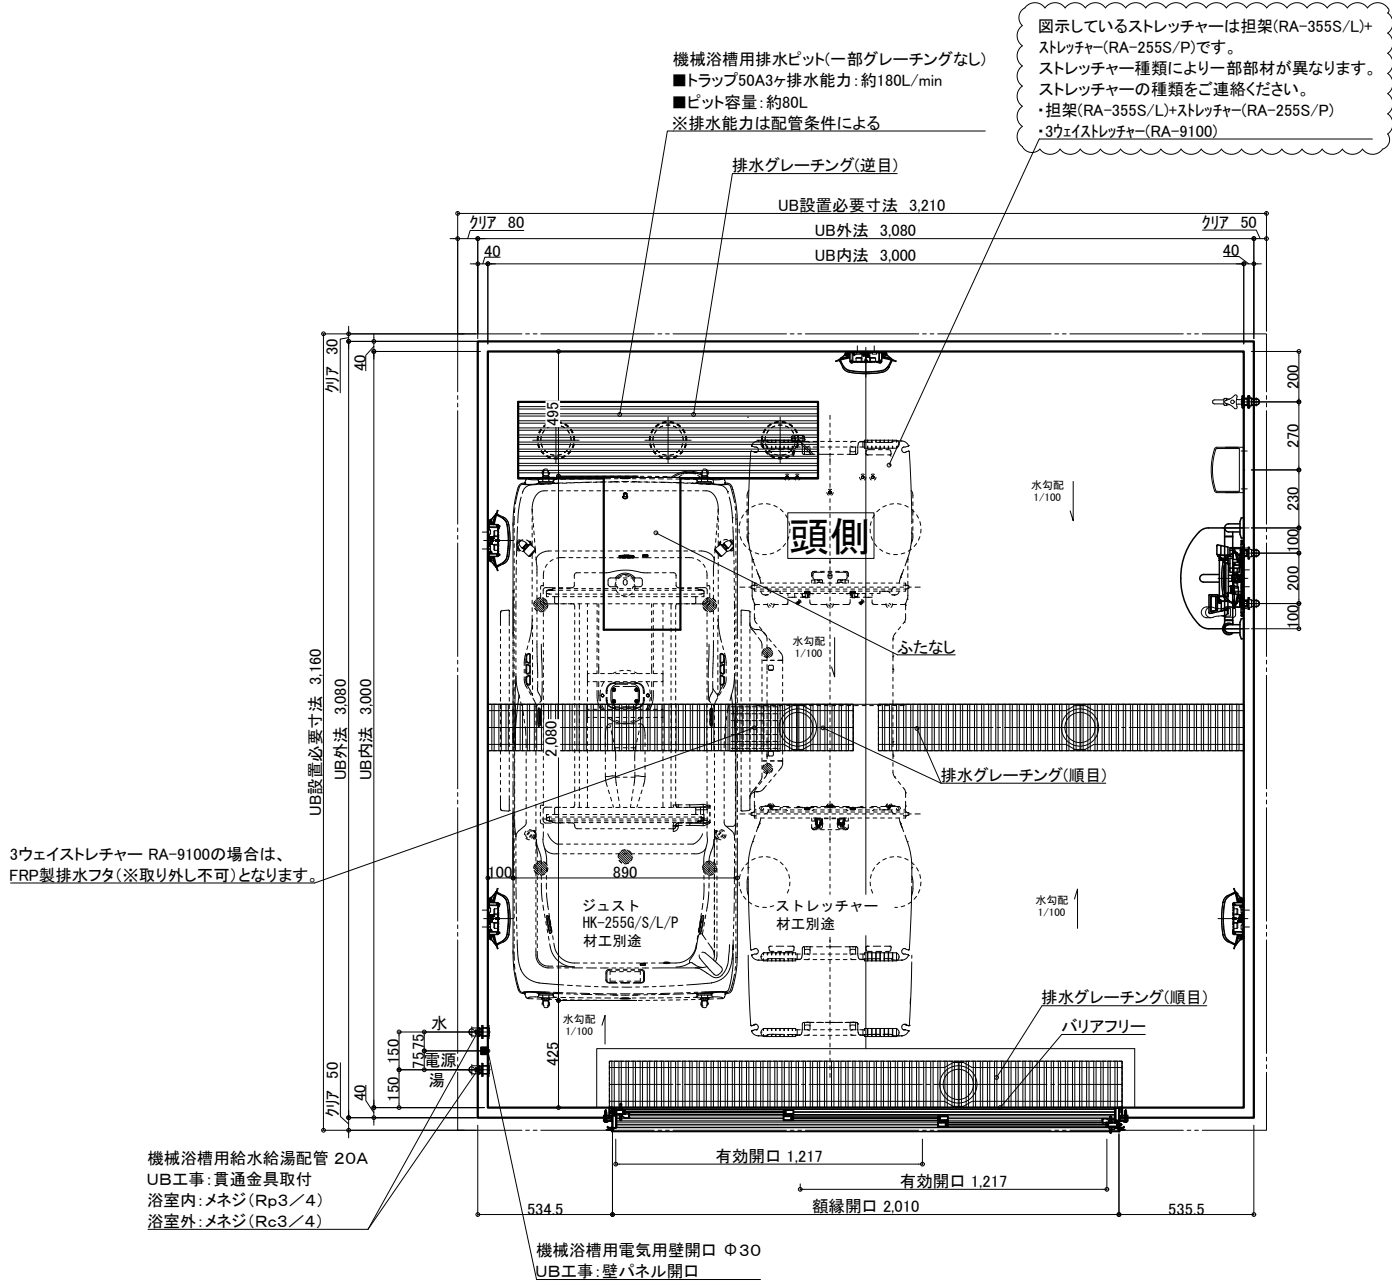 図示しているストレッチャーは担架(RA-355S/L)+
ストレッチャー(RA-255S/P)です。
ストレッチャー種類により一部部材が異なります。
ストレッチャーの種類をご連絡ください。
・担架(RA-355S/L)+ストレッチャー(RA-255S/P)
・3ウェイストレッチャー(RA-9100)
機械浴槽用排水ピット(一部グレーチングなし)
■トラップ50A3ヶ排水能力:約180L/min
■ピット容量:約80L
※排水能力は配管条件による
排水グレーチング(逆目)
UB設置必要寸法 3,210
クリア 80
UB外法 3,080
クリア 50
40
UB内法 3,000
40
クリア 30
40
200
495
270
水勾配
1/100
230
頭側
100
200
100
水勾配
1/100
ふたなし
UB設置必要寸法 3,160
UB外法 3,080
UB内法 3,000
2,080
排水グレーチング(順目)
3ウェイストレチャー RA-9100の場合は、
FRP製排水フタ(※取り外し不可)となります。
100
890
ジュスト
HK-255G/S/L/P
材工別途
ストレッチャー
材工別途
水勾配
1/100
排水グレーチング(順目)
バリアフリー
水勾配
1/100
水
電源
湯
150
75
75
150
425
クリア 50
40
機械浴槽用給水給湯配管 20A
UB工事:貫通金具取付
浴室内:メネジ(Rp3/4)
浴室外:メネジ(Rc3/4)
有効開口 1,217
有効開口 1,217
534.5
額縁開口 2,010
535.5
機械浴槽用電気用壁開口 Φ30
UB工事:壁パネル開口